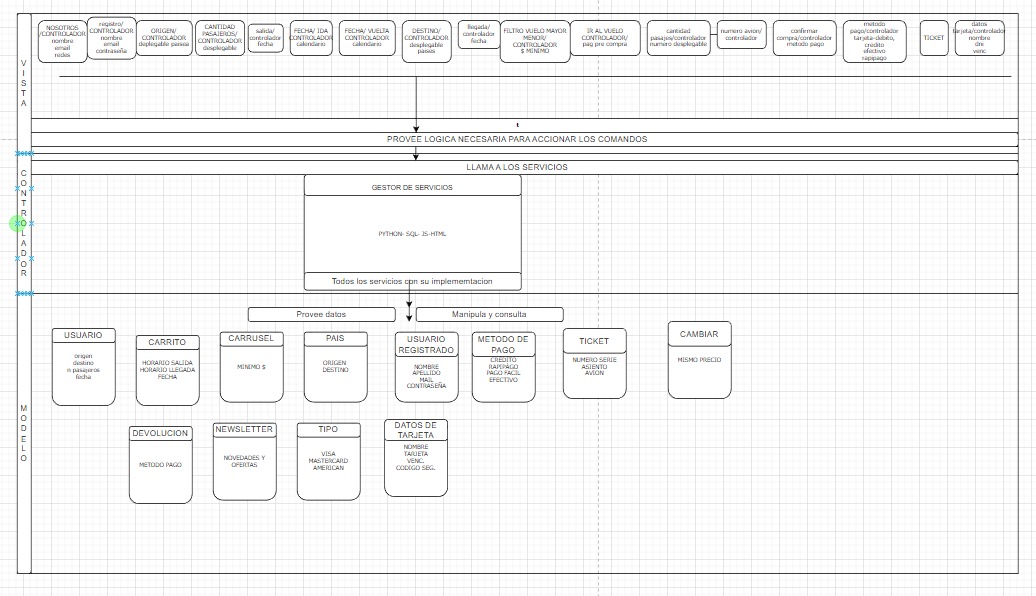 VISTA
NOSOTROS
/CONTROLADOR
nombre
email
redes
registro/
CONTROLADOR
nombre
email
contraseña
ORIGEN/
CONTROLADOR
deplegable paisea
CANTIDAD
PASAJEROS/
CONTROLADOR
desplegable
salida/
controlador
fecha
FECHA/ IDA
CONTROLADOR
calendario
FECHA/ VUELTA
CONTROLADOR
calendario
DESTINO/
CONTROLADOR
desplegable
paises
llegada/
controlador
fecha
FILTRO VUELO MAYOR
MENOR/
CONTROLADOR
$ MINIMO
IR AL VUELO
CONTROLADOR/
pag pre compra
cantidad
pasajes/controlador
numero desplegable
numero avion/
controlador
confirmar
compra/controlador
metodo pago
metodo
pago/controlador
tarjeta-debito,
credito
efectivo
rapipago
TICKET
datos
tarjeta/controlador
nombre
dni
venc
t
PROVEE LOGICA NECESARIA PARA ACCIONAR LOS COMANDOS
CONTROLADOR
LLAMA A LOS SERVICIOS
GESTOR DE SERVICIOS
PYTHON- SQL- JS-HTML
Todos los servicios con su implememtacion
MODELO
Provee datos
Manipula y consulta
USUARIO
origen
destino
n pasajeros
fecha
CARRITO
HORARIO SALIDA
HORARIO LLEGADA
FECHA
CARRUSEL
MINIMO $
PAIS
ORIGEN
DESTINO
USUARIO
REGISTRADO
NOMBRE
APELLIDO
MAIL
CONTRASEÑA
METODO DE
PAGO
CREDITO
RAPIPAGO
PAGO FACIL
EFECTIVO
TICKET
NUMERO SERIE
ASIENTO
AVION
CAMBIAR
MISMO PRECIO
DEVOLUCION
METODO PAGO
NEWSLETTER
NOVEDADES Y
OFERTAS
TIPO
VISA
MASTERCARD
AMERICAN
DATOS DE
TARJETA
NOMBRE
TARJETA
VENC.
CODIGO SEG.